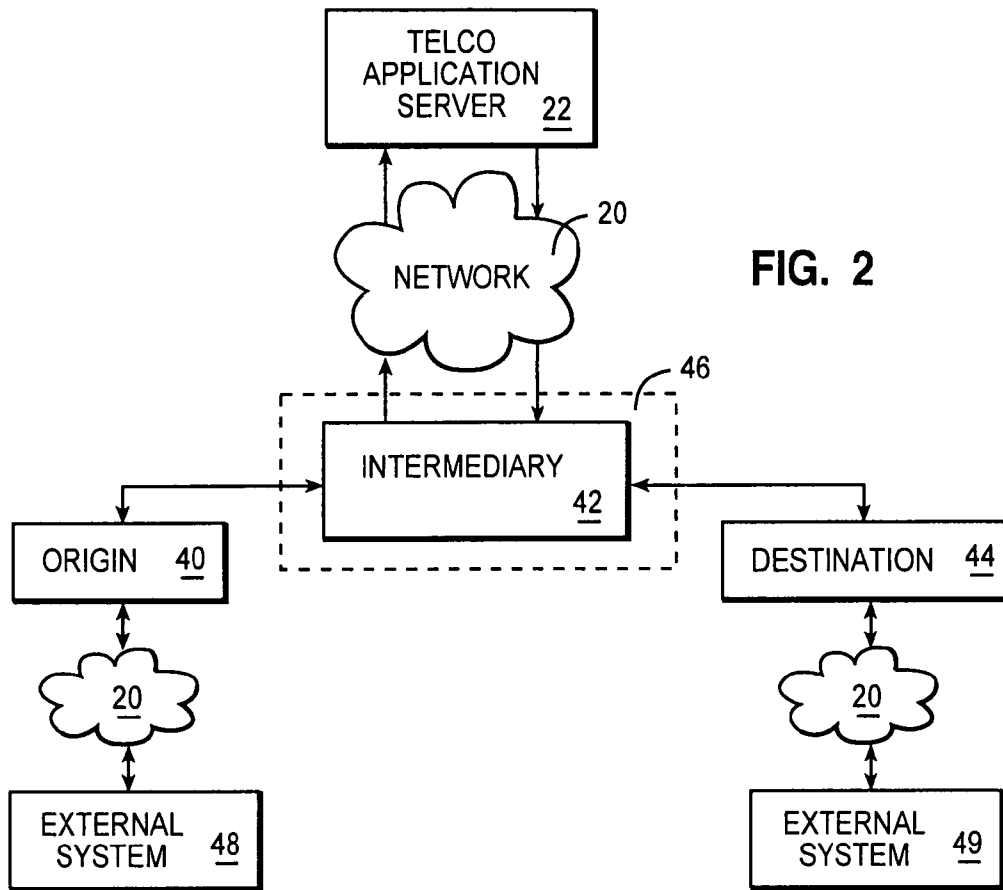 TELCO
APPLICATION
SERVER 22
20
NETWORK
FIG. 2
46
INTERMEDIARY
42
ORIGIN 40
DESTINATION 44
20
20
EXTERNAL
SYSTEM 48
EXTERNAL
SYSTEM 49